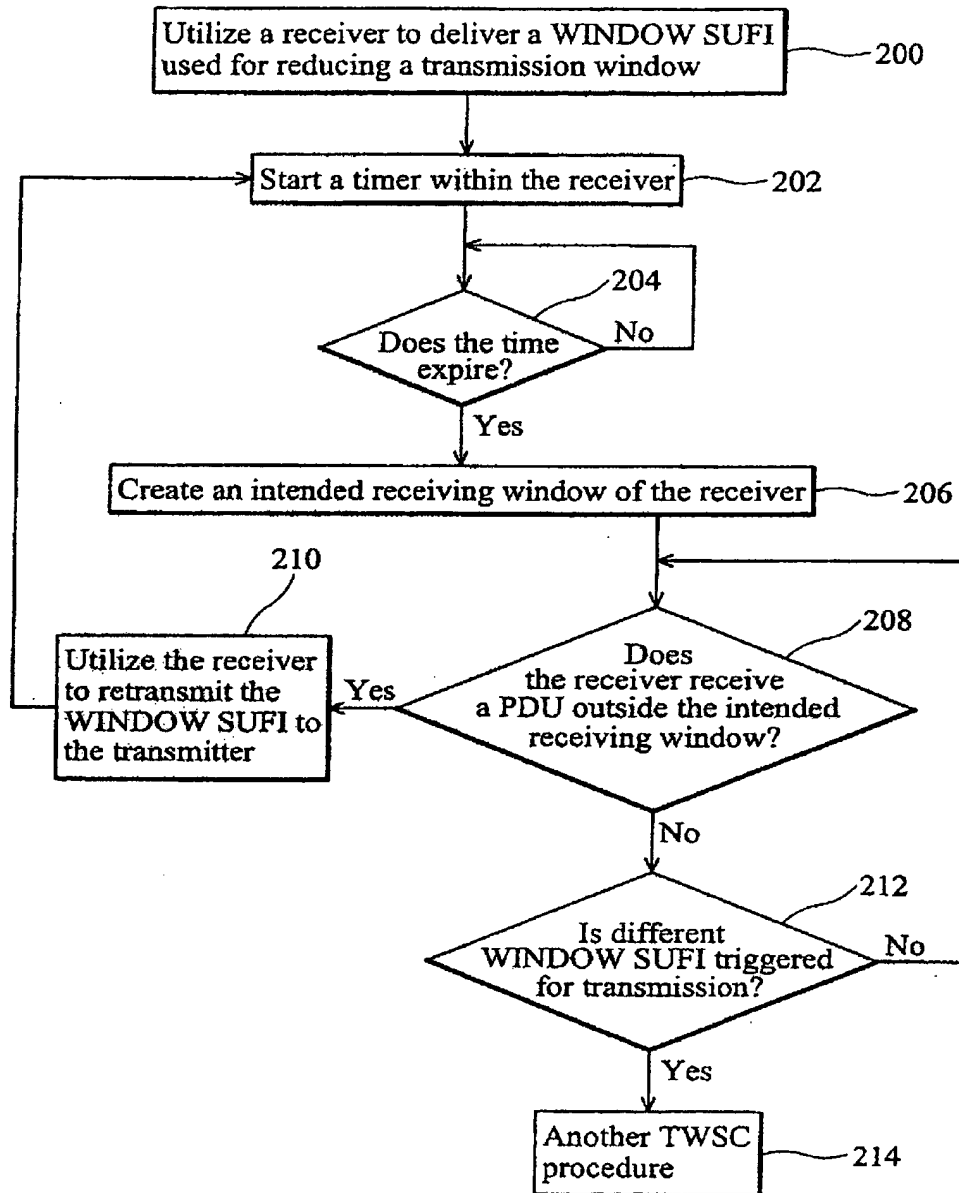 Utilize a receiver to deliver a WINDOW SUFI
used for reducing a transmission window
200
Start a timer within the receiver
202
204
Does the time
expire?
No
Yes
Create an intended receiving window of the receiver
206
210
208
Utilize the receiver
to retransmit the
WINDOW SUFI to
the transmitter
Yes
Does
the receiver receive
a PDU outside the intended
receiving window?
No
212
Is different
WINDOW SUFI triggered
for transmission?
No
Yes
Another TWSC
procedure
214